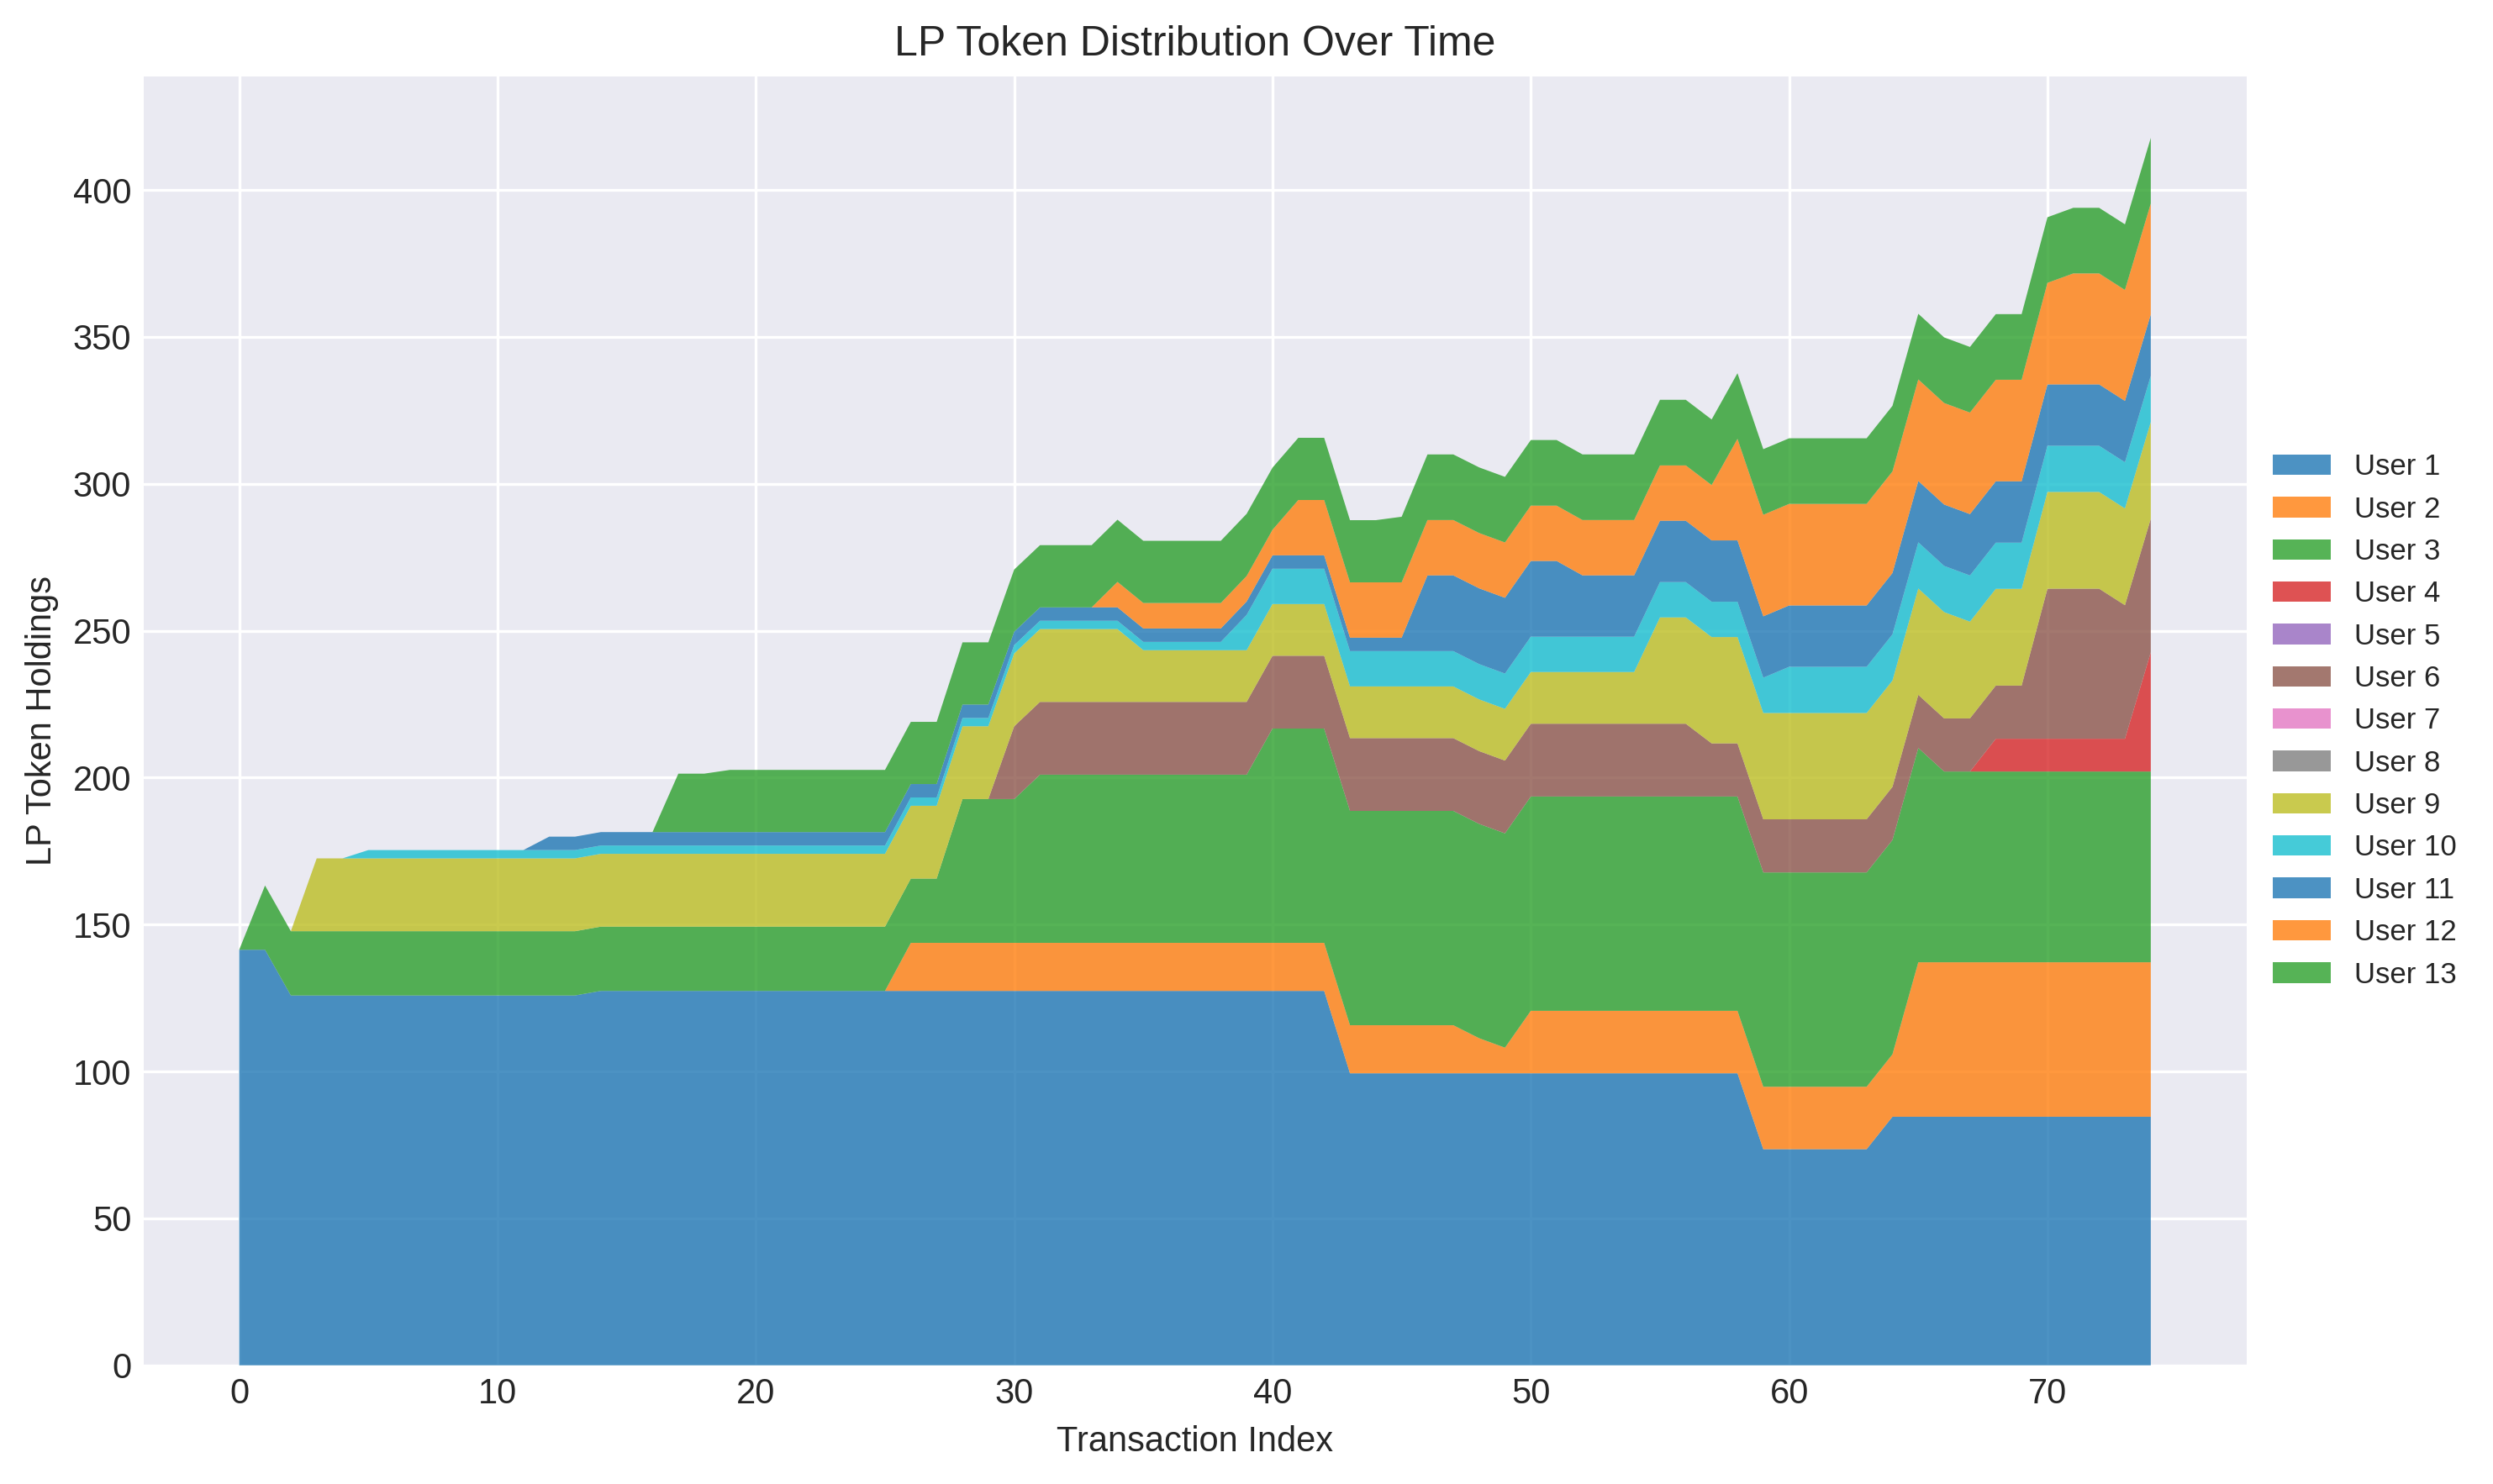 LP Token Distribution Over Time
LP Token Holdings
400
350
300
250
200
150
100
50
0
0 10 20 30 40 50 60 70
Transaction Index
User 1
User 2
User 3
User 4
User 5
User 6
User 7
User 8
User 9
User 10
User 11
User 12
User 13